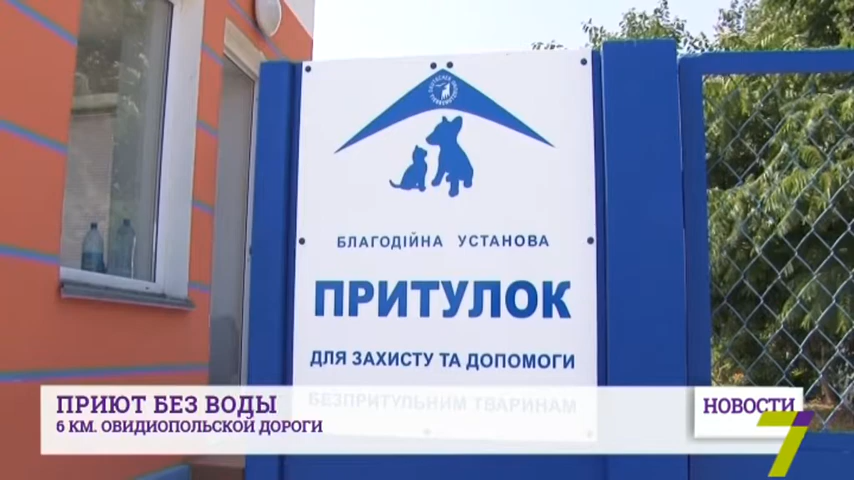 БЛАГОДІЙНА УСТАНОВА
ПРИТУЛОК
ДЛЯ ЗАХИСТУ ТА ДОПОМОГИ
БЕЗПРИТУЛЬНИМ ТВАРИНАМ
ПРИЮТ БЕЗ ВОДЫ
6 КМ. ОВИДИОПОЛЬСКОЙ ДОРОГИ
НОВОСТИ
7